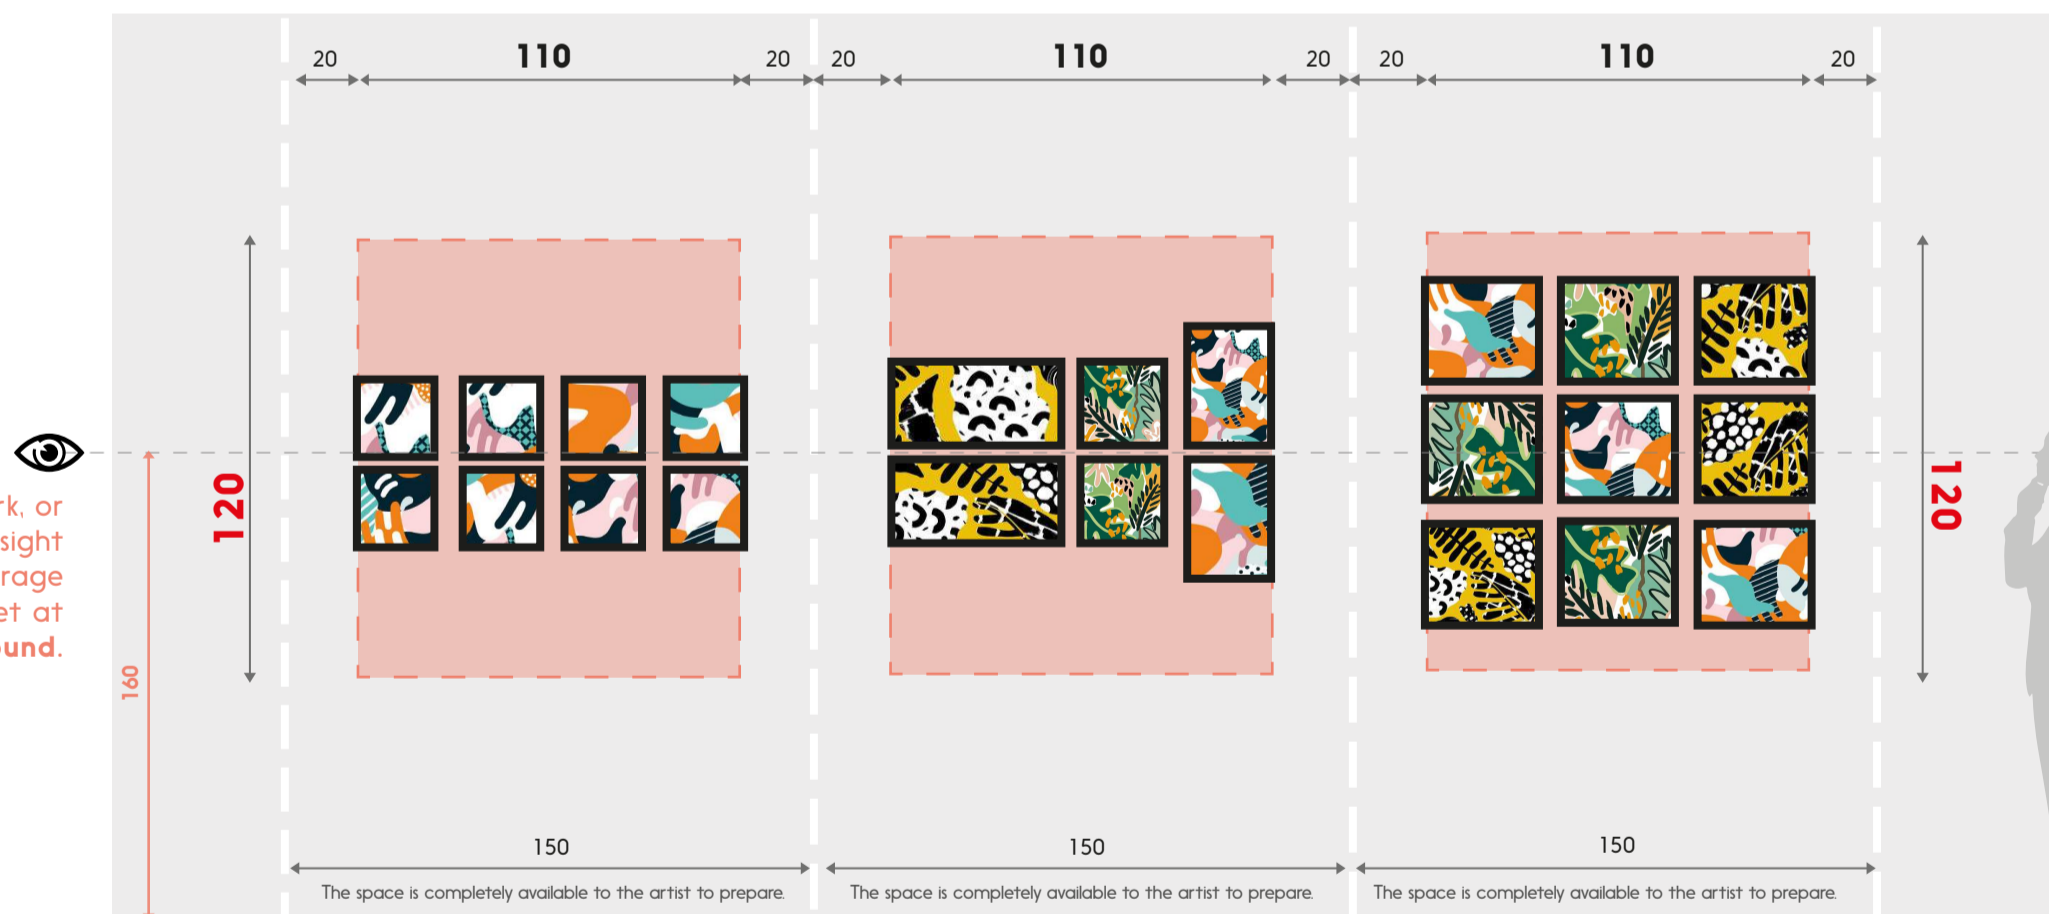 20 110 20 20 110 20 20 110 20
120
120
rk, or
sight
rage
et at
ound.
160
150 150 150
The space is completely available to the artist to prepare. The space is completely available to the artist to prepare. The space is completely available to the artist to prepare.